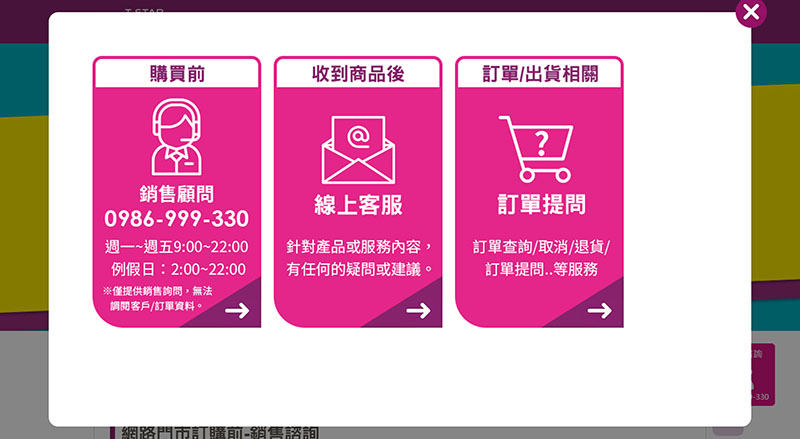 T STAR
購買前
銷售顧問
0986-999-330
週一~週五9:00~22:00
例假日：2:00~22:00
※僅提供銷售詢問，無法
調閱客戶/訂單資料。
收到商品後
@
線上客服
針對產品或服務內容，
有任何的疑問或建議。
訂單/出貨相關
?
訂單提問
訂單查詢/取消/退貨/
訂單提問..等服務
-330
網路門市訂購前-銷售諮詢